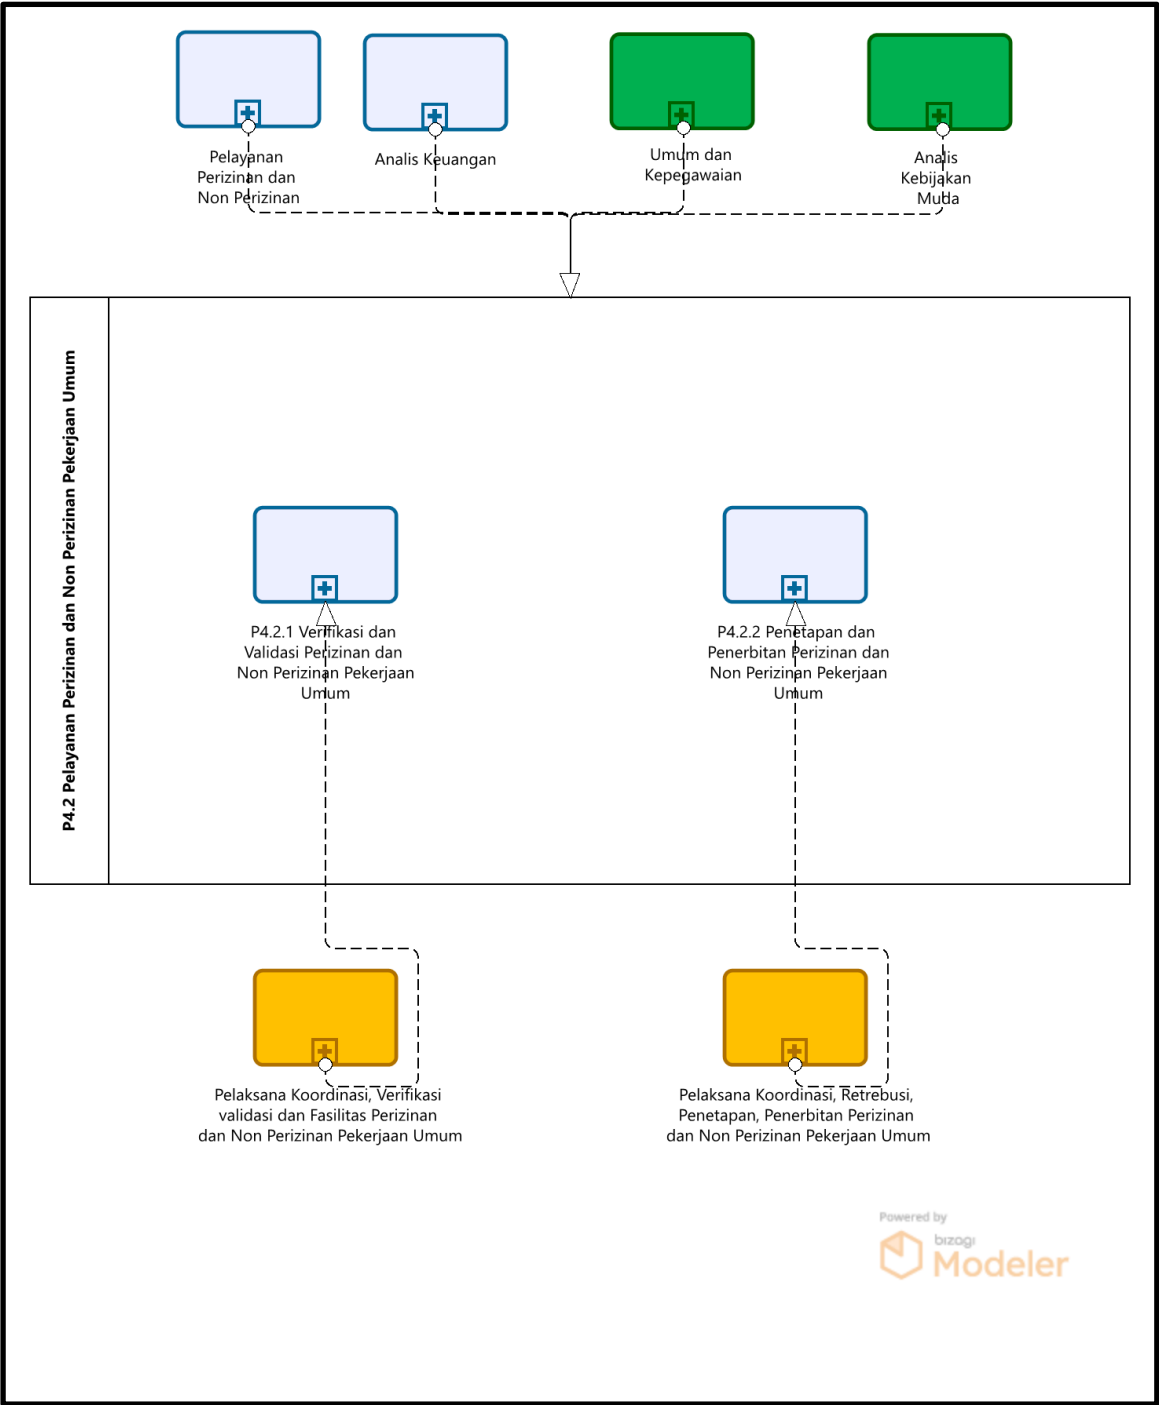 Pelayanan
Perizinan dan
Non Perizinan
Analis Keuangan
Umum dan
Kepegawaian
Analis
Kebijakan
Muda
P4.2 Pelayanan Perizinan dan Non Perizinan Pekerjaan Umum
P4.2.1 Verifikasi dan
Validasi Perizinan dan
Non Perizinan Pekerjaan
Umum
P4.2.2 Penetapan dan
Penerbitan Perizinan dan
Non Perizinan Pekerjaan
Umum
Pelaksana Koordinasi, Verifikasi
validasi dan Fasilitas Perizinan
dan Non Perizinan Pekerjaan Umum
Pelaksana Koordinasi, Retrebusi,
Penetapan, Penerbitan Perizinan
dan Non Perizinan Pekerjaan Umum
Powered by
bizagi
Modeler